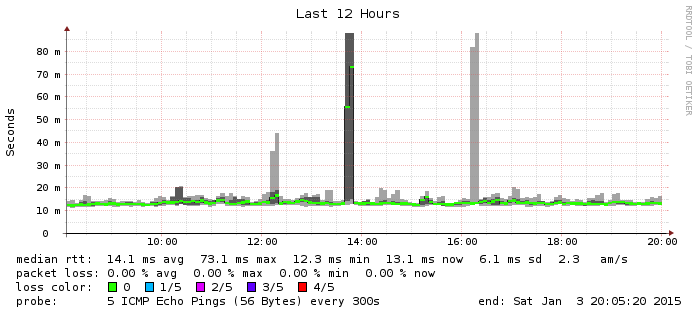 Last 12 Hours
RRDTOOL / TOBI OETIKER
Seconds
80 m
70 m
60 m
50 m
40 m
30 m
20 m
10 m
0
10:00 12:00 14:00 16:00 18:00 20:00
median rtt: 14.1 ms avg 73.1 ms max 12.3 ms min 13.1 ms now 6.1 ms sd 2.3 am/s
packet loss: 0.00 % avg 0.00 % max 0.00 % min 0.00 % now
loss color: 0 1/5 2/5 3/5 4/5
probe: 5 ICMP Echo Pings (56 Bytes) every 300s end: Sat Jan 3 20:05:20 2015